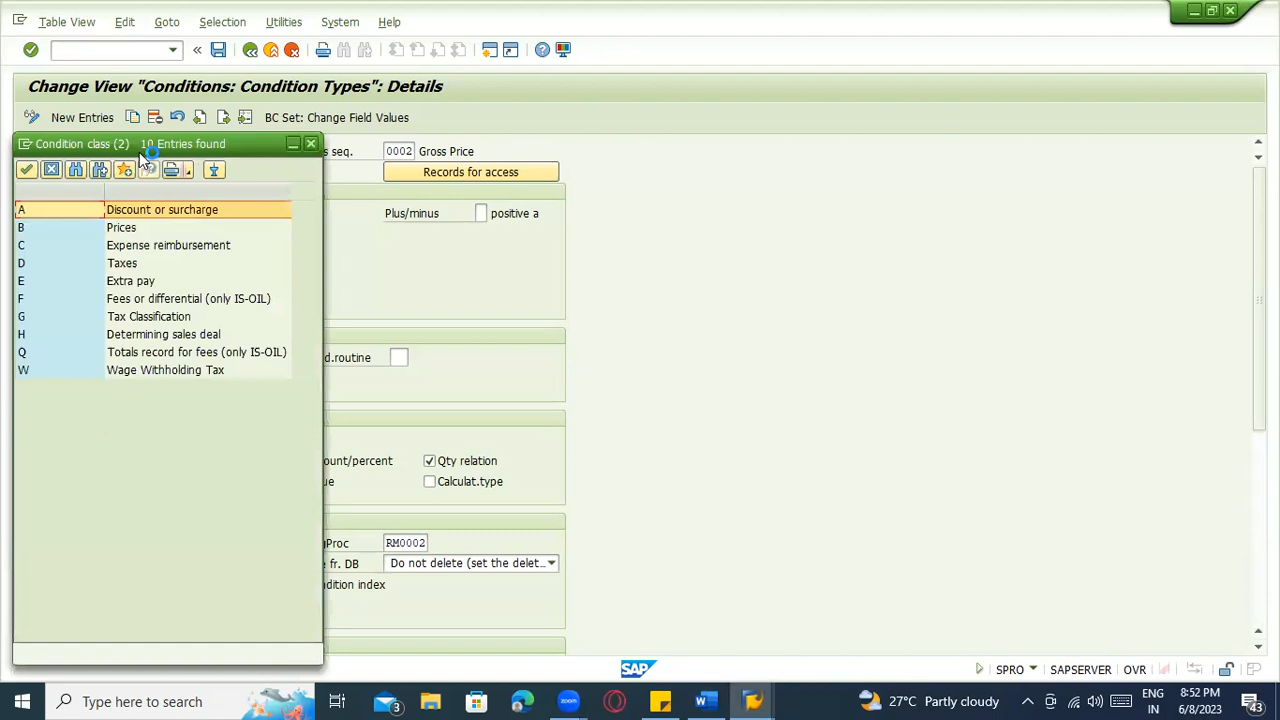 Table View Edit Goto Selection Utilities System Help
Change View "Conditions: Condition Types": Details
New Entries BC Set: Change Field Values
Condition class (2) 10 Entries found
s seq. 0002 Gross Price
Records for access
A Discount or surcharge
Plus/minus positive a
B Prices
C Expense reimbursement
D Taxes
E Extra pay
F Fees or differential (only IS-OIL)
G Tax Classification
H Determining sales deal
Q Totals record for fees (only IS-OIL)
d.routine
W Wage Withholding Tax
ount/percent Qty relation
ue Calculat.type
gProc RM0002
e fr. DB Do not delete (set the delet...
dition index
SAP
SPRO SAPSERVER OVR
Type here to search
3
zoom
27°C Partly cloudy
ENG
IN
8:52 PM
6/8/2023
43